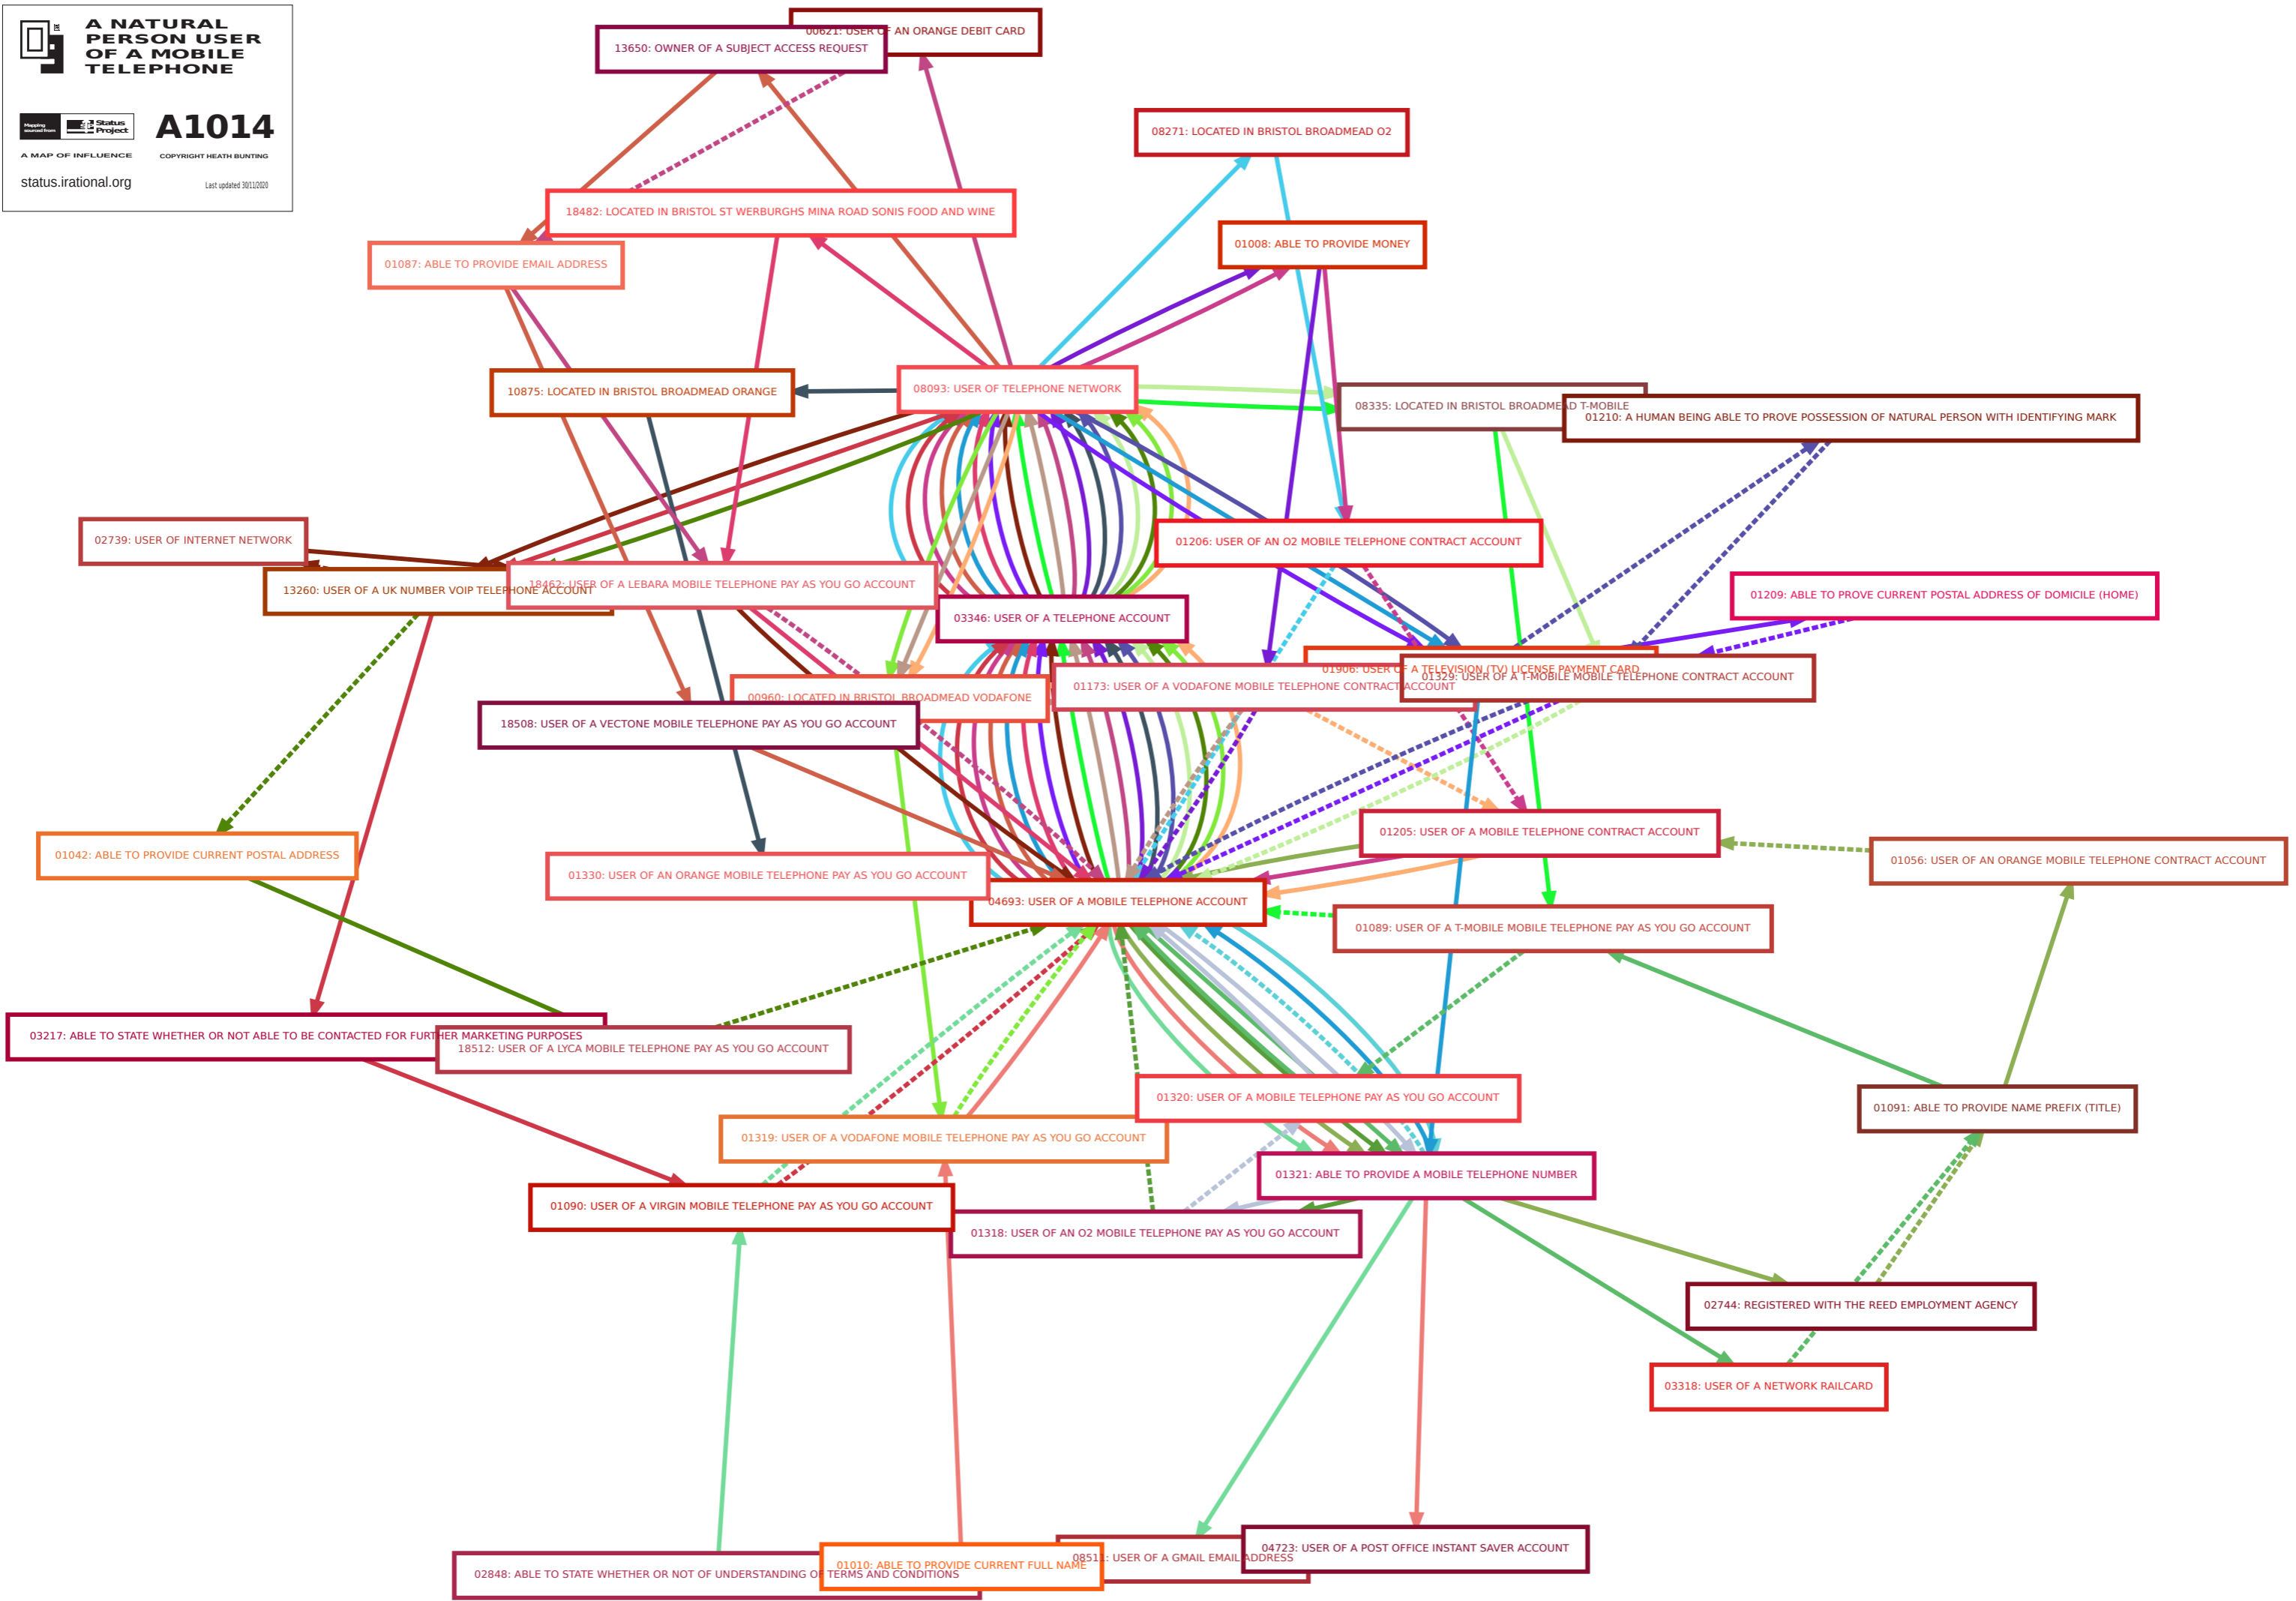 A NATURAL
PERSON USER
OF A MOBILE
TELEPHONE
Mapping
sourced from
Status
Project
A1014
A MAP OF INFLUENCE
COPYRIGHT HEATH BUNTING
status.irational.org
Last updated 30/11/2020
00621: USER OF AN ORANGE DEBIT CARD
13650: OWNER OF A SUBJECT ACCESS REQUEST
08271: LOCATED IN BRISTOL BROADMEAD O2
18482: LOCATED IN BRISTOL ST WERBURGHS MINA ROAD SONIS FOOD AND WINE
01008: ABLE TO PROVIDE MONEY
01087: ABLE TO PROVIDE EMAIL ADDRESS
10875: LOCATED IN BRISTOL BROADMEAD ORANGE
08093: USER OF TELEPHONE NETWORK
08335: LOCATED IN BRISTOL BROADMEAD T-MOBILE
01210: A HUMAN BEING ABLE TO PROVE POSSESSION OF NATURAL PERSON WITH IDENTIFYING MARK
02739: USER OF INTERNET NETWORK
01206: USER OF AN O2 MOBILE TELEPHONE CONTRACT ACCOUNT
13260: USER OF A UK NUMBER VOIP TELEPHONE ACCOUNT
18462: USER OF A LEBARA MOBILE TELEPHONE PAY AS YOU GO ACCOUNT
01209: ABLE TO PROVE CURRENT POSTAL ADDRESS OF DOMICILE (HOME)
03346: USER OF A TELEPHONE ACCOUNT
01906: USER OF A TELEVISION (TV) LICENSE PAYMENT CARD
01329: USER OF A T-MOBILE MOBILE TELEPHONE CONTRACT ACCOUNT
01173: USER OF A VODAFONE MOBILE TELEPHONE CONTRACT ACCOUNT
00960: LOCATED IN BRISTOL BROADMEAD VODAFONE
18508: USER OF A VECTONE MOBILE TELEPHONE PAY AS YOU GO ACCOUNT
01205: USER OF A MOBILE TELEPHONE CONTRACT ACCOUNT
01042: ABLE TO PROVIDE CURRENT POSTAL ADDRESS
01056: USER OF AN ORANGE MOBILE TELEPHONE CONTRACT ACCOUNT
01330: USER OF AN ORANGE MOBILE TELEPHONE PAY AS YOU GO ACCOUNT
04693: USER OF A MOBILE TELEPHONE ACCOUNT
01089: USER OF A T-MOBILE MOBILE TELEPHONE PAY AS YOU GO ACCOUNT
03217: ABLE TO STATE WHETHER OR NOT ABLE TO BE CONTACTED FOR FURTHER MARKETING PURPOSES
18512: USER OF A LYCA MOBILE TELEPHONE PAY AS YOU GO ACCOUNT
01320: USER OF A MOBILE TELEPHONE PAY AS YOU GO ACCOUNT
01091: ABLE TO PROVIDE NAME PREFIX (TITLE)
01319: USER OF A VODAFONE MOBILE TELEPHONE PAY AS YOU GO ACCOUNT
01321: ABLE TO PROVIDE A MOBILE TELEPHONE NUMBER
01090: USER OF A VIRGIN MOBILE TELEPHONE PAY AS YOU GO ACCOUNT
01318: USER OF AN O2 MOBILE TELEPHONE PAY AS YOU GO ACCOUNT
02744: REGISTERED WITH THE REED EMPLOYMENT AGENCY
03318: USER OF A NETWORK RAILCARD
04723: USER OF A POST OFFICE INSTANT SAVER ACCOUNT
08511: USER OF A GMAIL EMAIL ADDRESS
01010: ABLE TO PROVIDE CURRENT FULL NAME
02848: ABLE TO STATE WHETHER OR NOT OF UNDERSTANDING OF TERMS AND CONDITIONS